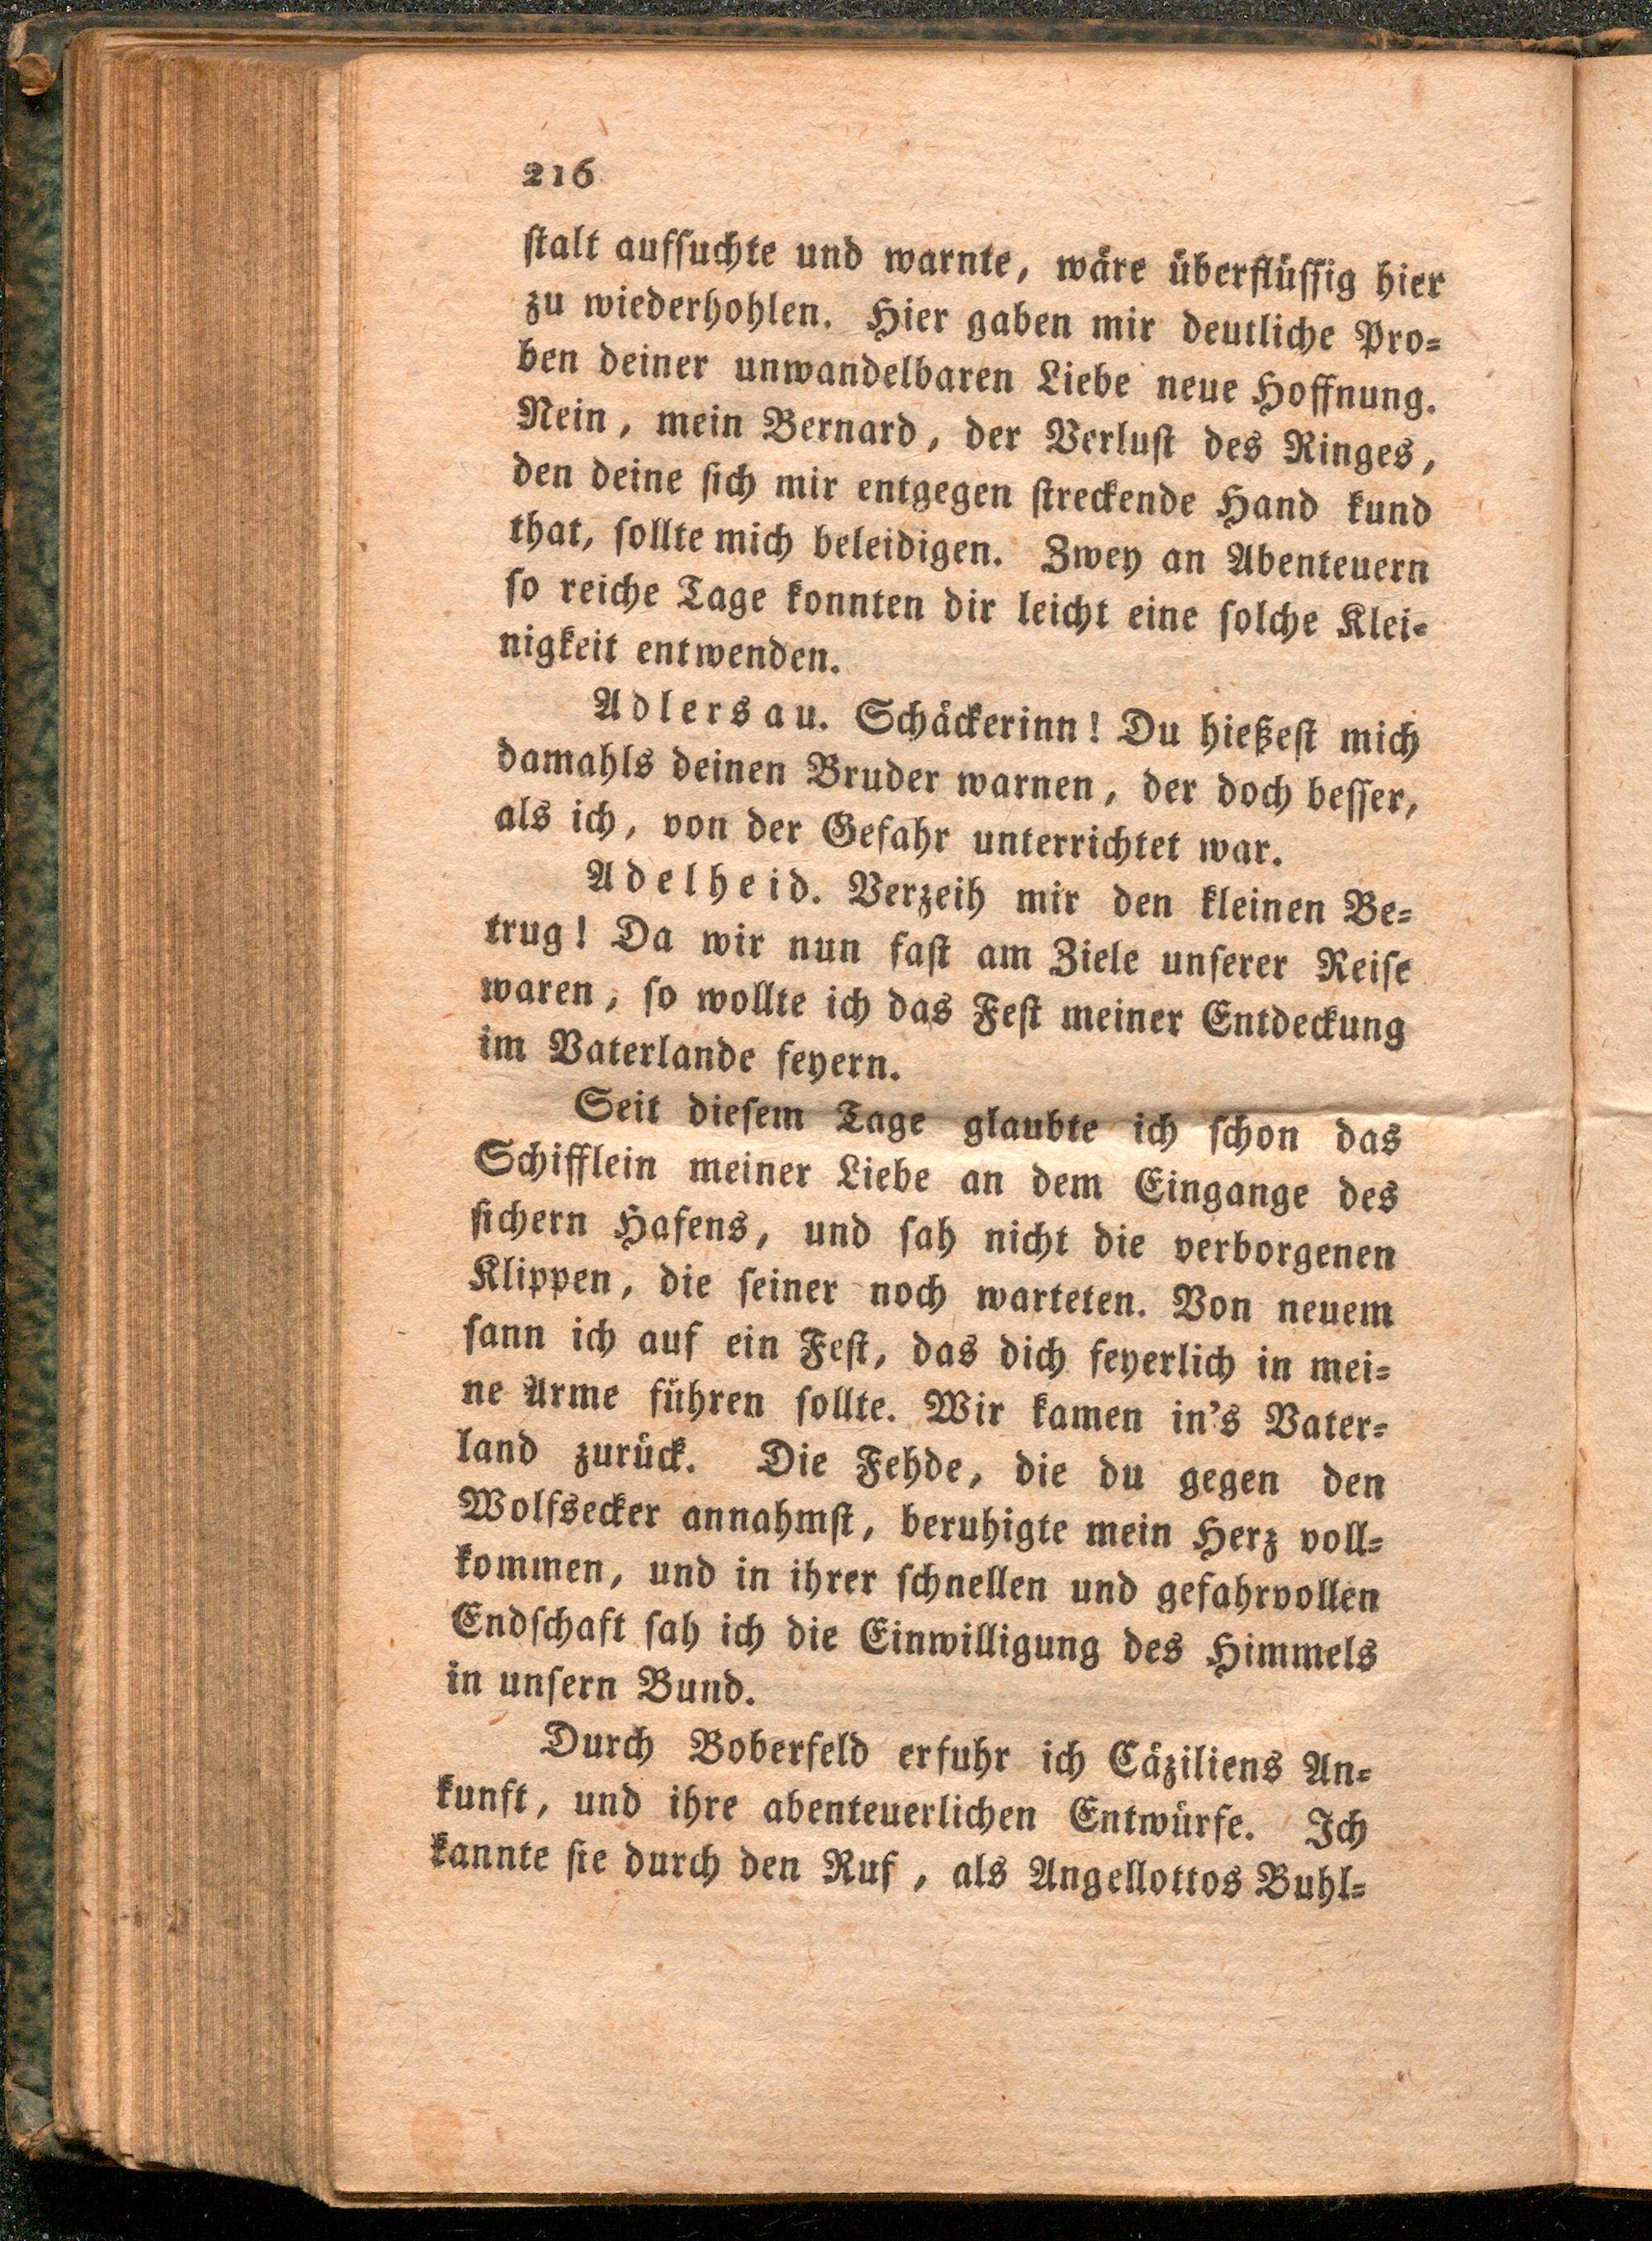 216
ſtalt aufſuchte und warnte, wäre überflüſſig hier
zu wiederhohlen. Hier gaben mir deutliche Pro=
ben deiner unwandelbaren Liebe neue Hoffnung.
Nein, mein Bernard, der Verluſt des Ringes,
den deine ſich mir entgegen ſtreckende Hand kund
that, ſollte mich beleidigen. Zwey an Abenteuern
ſo reiche Tage konnten dir leicht eine ſolche Klei=
nigkeit entwenden.
Adlersau. Schäckerinn! Du hießeſt mich
damahls deinen Bruder warnen, der doch beſſer,
als ich, von der Gefahr unterrichtet war.
Adelheid. Verzeih mir den kleinen Be=
trug! Da wir nun faſt am Ziele unſerer Reiſe
waren, ſo wollte ich das Feſt meiner Entdeckung
im Vaterlande feyern.
Seit dieſem Tage glaubte ich ſchon das
Schifflein meiner Liebe an dem Eingange des
ſichern Hafens, und ſah nicht die verborgenen
Klippen, die ſeiner noch warteten. Von neuem
ſann ich auf ein Feſt, das dich feyerlich in mei=
ne Arme führen ſollte. Wir kamen in's Vater=
land zurück. Die Fehde, die du gegen den
Wolfsecker annahmſt, beruhigte mein Herz voll=
kommen, und in ihrer ſchnellen und gefahrvollen
Endſchaft ſah ich die Einwilligung des Himmels
in unſern Bund.
Durch Boberfeld erfuhr ich Cäziliens An=
kunft, und ihre abenteuerlichen Entwürfe. Ich
kannte ſie durch den Ruf, als Angellottos Buhl=